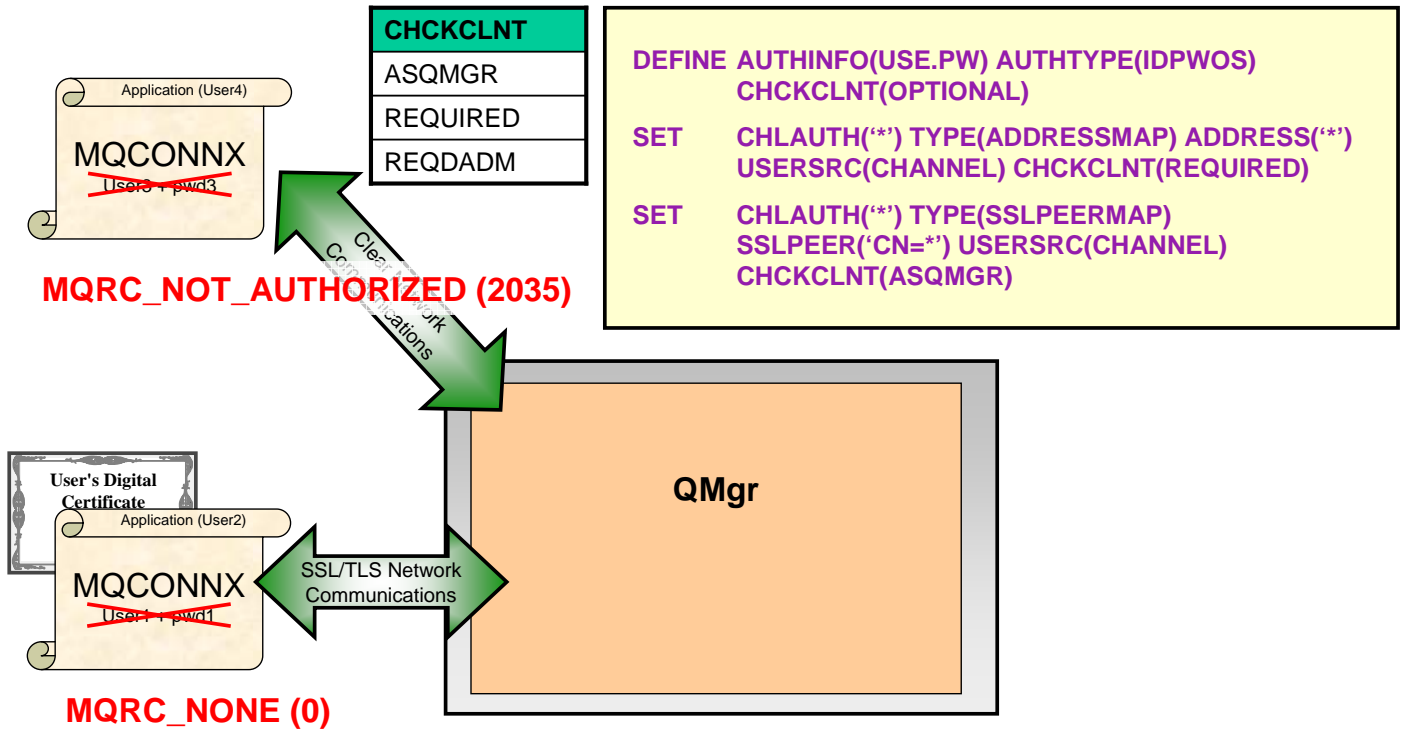 CHCKCLNT
ASQMGR
REQUIRED
REQDADM
DEFINE AUTHINFO(USE.PW) AUTHTYPE(IDPWOS)
CHCKCLNT(OPTIONAL)
SET CHLAUTH(‘*’) TYPE(ADDRESSMAP) ADDRESS(‘*’)
USERSRC(CHANNEL) CHCKCLNT(REQUIRED)
SET CHLAUTH(‘*’) TYPE(SSLPEERMAP)
SSLPEER(‘CN=*’) USERSRC(CHANNEL)
CHCKCLNT(ASQMGR)
Application (User4)
MQCONNX
User3 + pwd3
MQRC_NOT_AUTHORIZED (2035)
Clear Network
Communications
QMgr
User's Digital
Certificate
Application (User2)
MQCONNX
User1 + pwd1
SSL/TLS Network
Communications
MQRC_NONE (0)